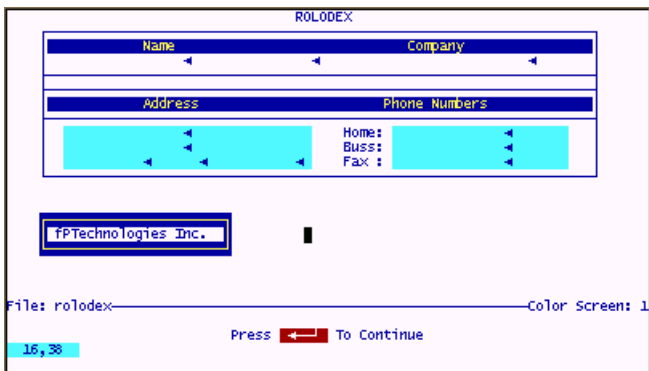 ROLODEX
Name Company
Address Phone Numbers
Home:
Buss:
Fax :
fPTechnologies Inc.
File: rolodex Color Screen: 1
Press To Continue
16,38